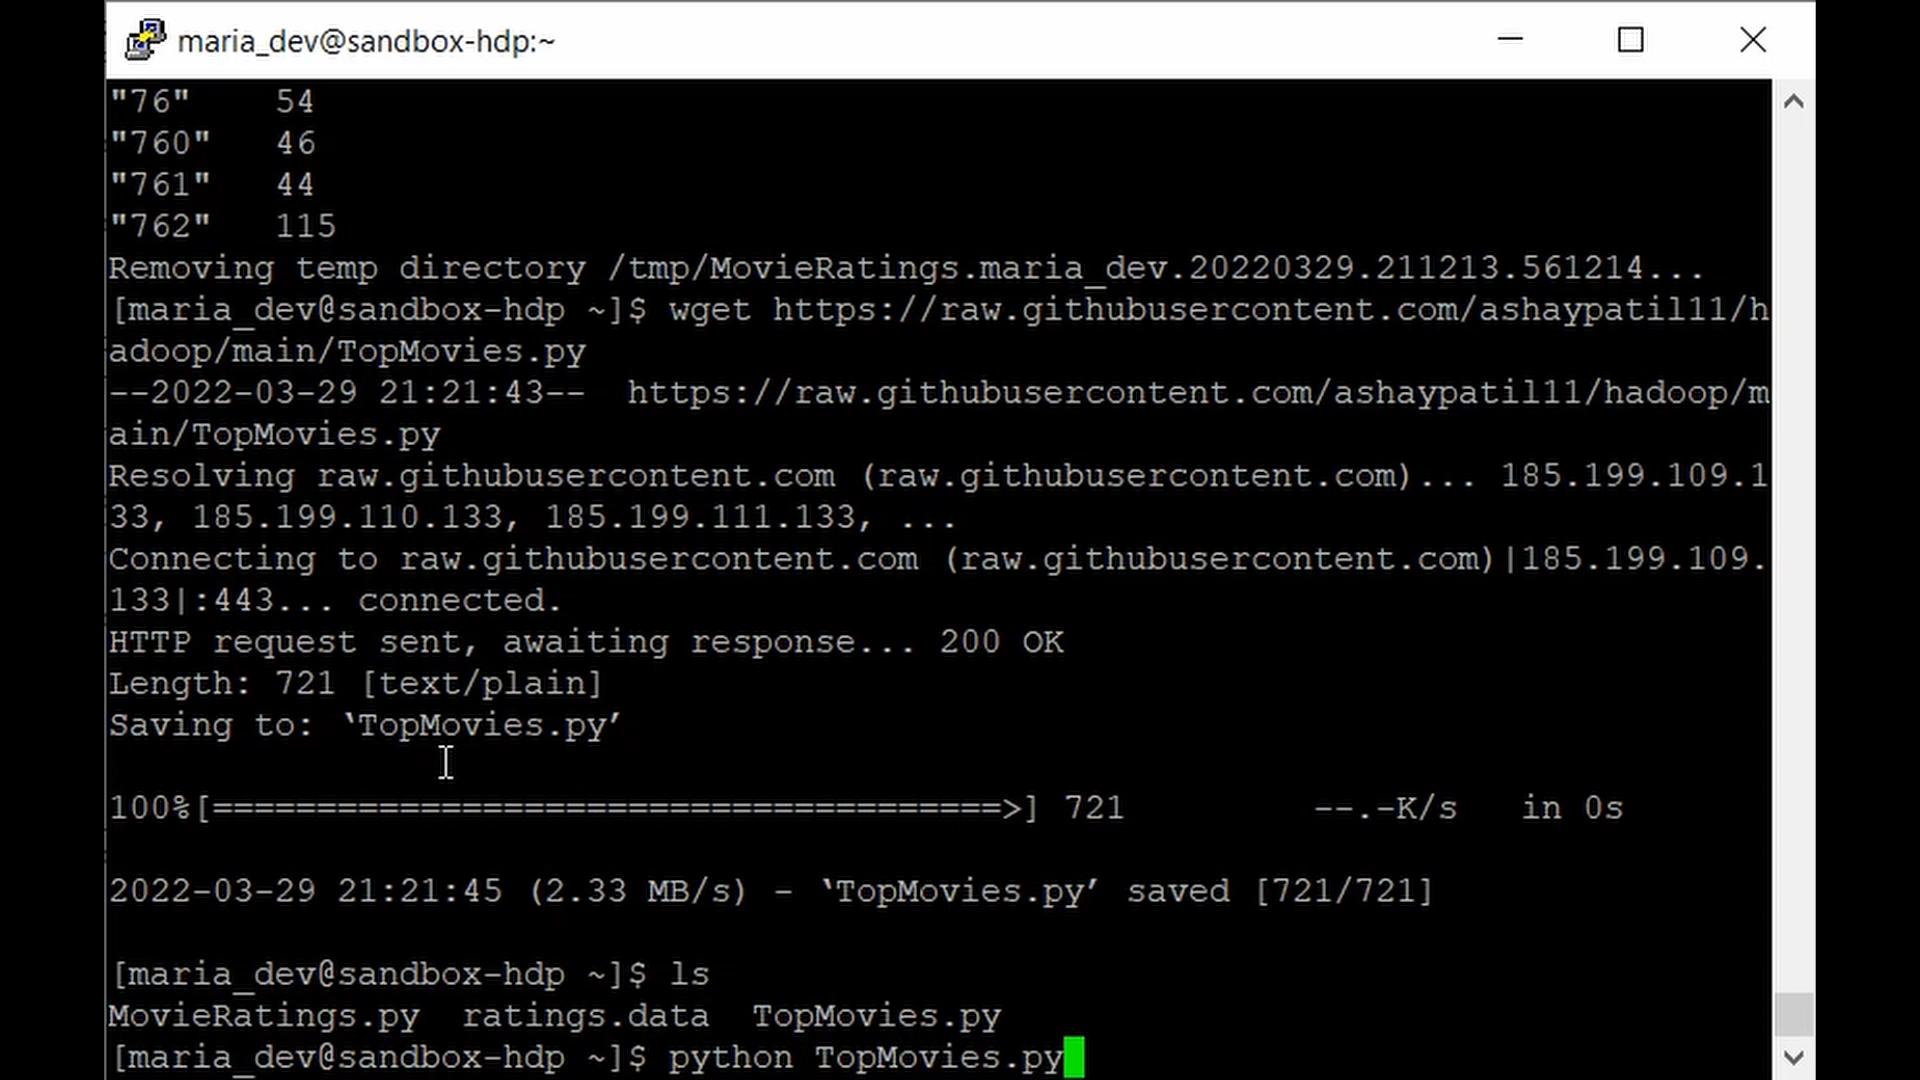 maria_dev@sandbox-hdp:~
"76"    54
"760"   46
"761"   44
"762"   115
Removing temp directory /tmp/MovieRatings.maria_dev.20220329.211213.561214...
[maria_dev@sandbox-hdp ~]$ wget https://raw.githubusercontent.com/ashaypatil11/h
adoop/main/TopMovies.py
--2022-03-29 21:21:43--  https://raw.githubusercontent.com/ashaypatil11/hadoop/m
ain/TopMovies.py
Resolving raw.githubusercontent.com (raw.githubusercontent.com)... 185.199.109.1
33, 185.199.110.133, 185.199.111.133, ...
Connecting to raw.githubusercontent.com (raw.githubusercontent.com)|185.199.109.
133|:443... connected.
HTTP request sent, awaiting response... 200 OK
Length: 721 [text/plain]
Saving to: ‘TopMovies.py’
100%[======================================>] 721         --.-K/s   in 0s
2022-03-29 21:21:45 (2.33 MB/s) - ‘TopMovies.py’ saved [721/721]
[maria_dev@sandbox-hdp ~]$ ls
MovieRatings.py  ratings.data  TopMovies.py
[maria_dev@sandbox-hdp ~]$ python TopMovies.py